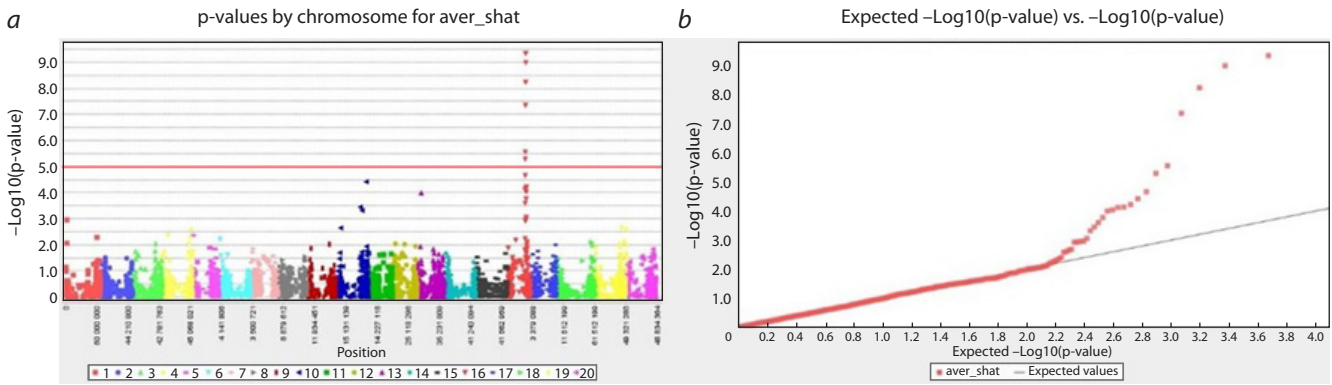 a
p-values by chromosome for aver_shat
–Log10(p-value)
9.0
8.0
7.0
6.0
5.0
4.0
3.0
2.0
1.0
0
0
60 000 000
Position
1 2 3 4 5 6 7 8 9 10 11 12 13 14 15 16 17 18 19 20
b
Expected –Log10(p-value) vs. –Log10(p-value)
–Log10(p-value)
9.0
8.0
7.0
6.0
5.0
4.0
3.0
2.0
1.0
0 0.2 0.4 0.6 0.8 1.0 1.2 1.4 1.6 1.8 2.0 2.2 2.4 2.6 2.8 3.0 3.2 3.4 3.6 3.8 4.0
Expected –Log10(p-value)
aver_shat Expected values